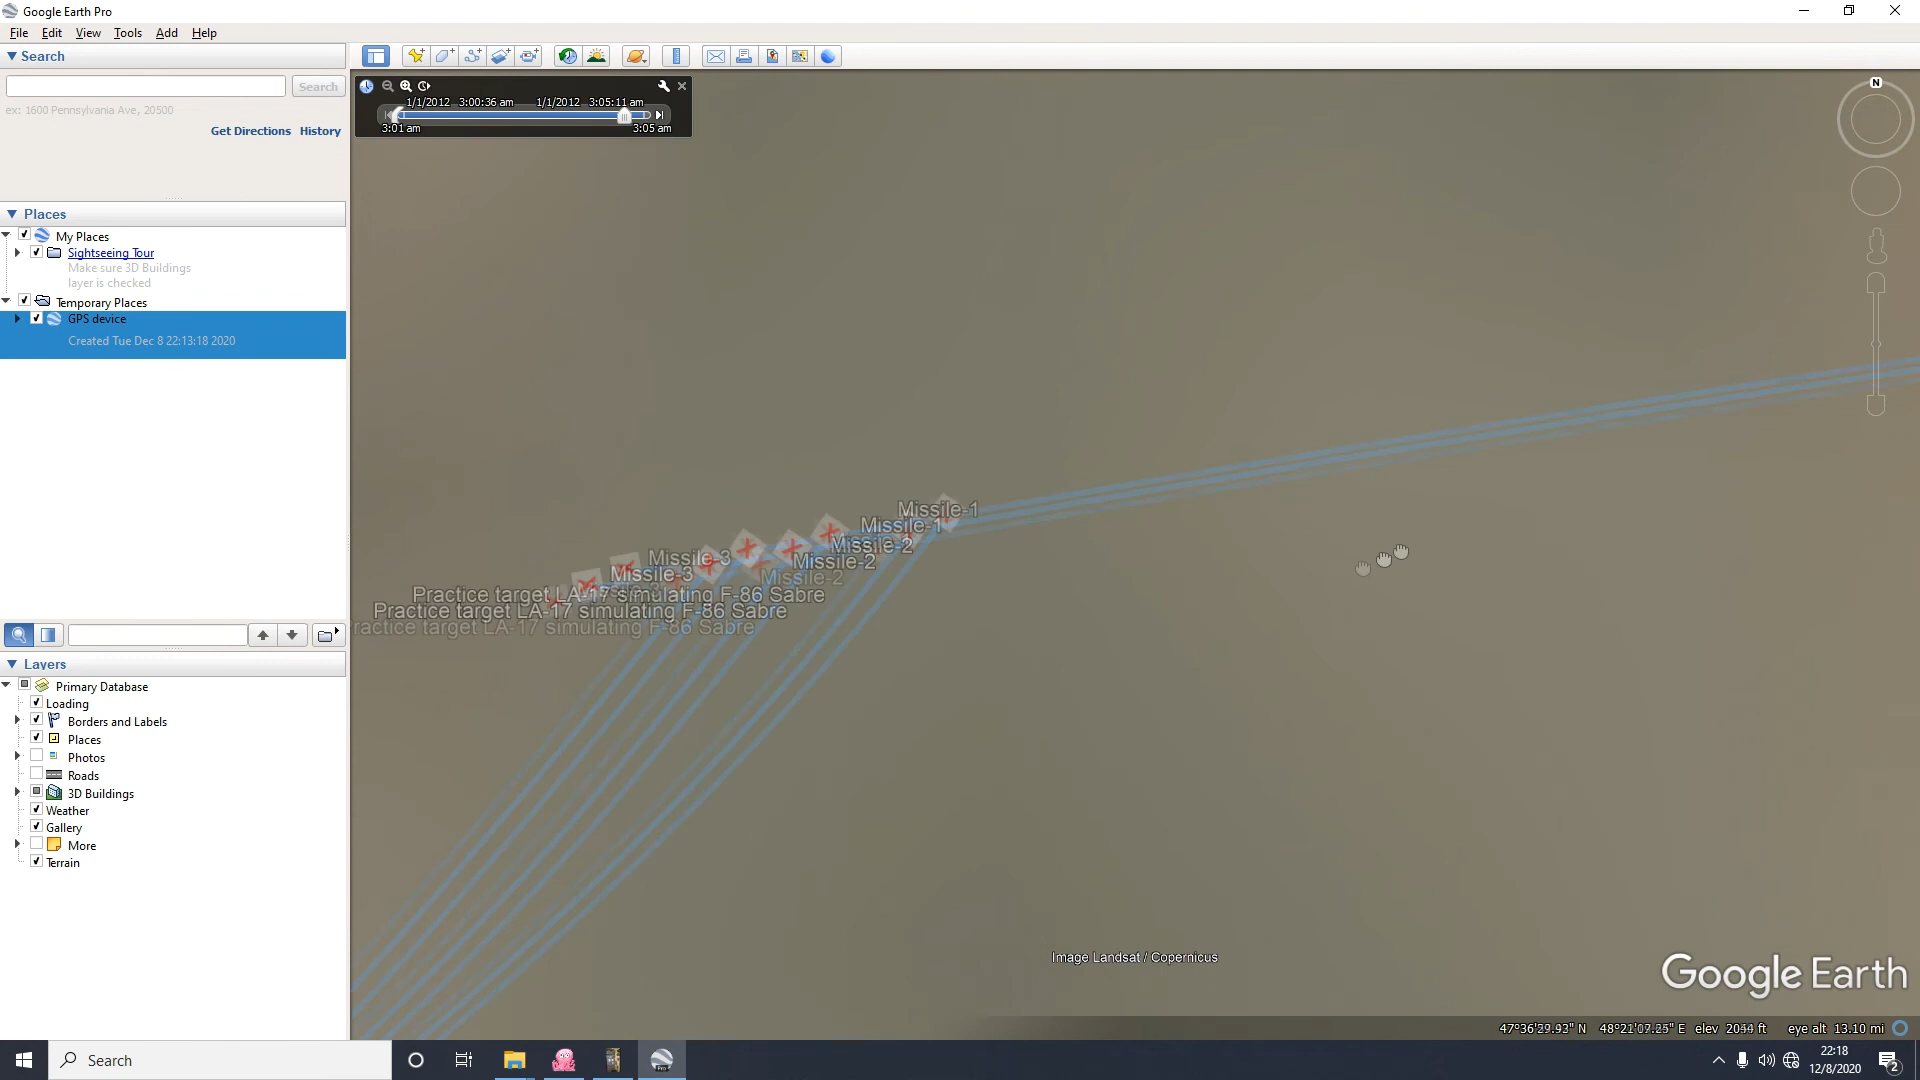 Google Earth Pro
File Edit View Tools Add Help
Search
Search
ex: 1600 Pennsylvania Ave, 20500
Get Directions History
Places
My Places
Sightseeing Tour
Make sure 3D Buildings
layer is checked
Temporary Places
GPS device
Created Tue Dec 8 22:13:18 2020
Layers
Primary Database
Loading
Borders and Labels
Places
Photos
Roads
3D Buildings
Weather
Gallery
More
Terrain
1/1/2012 3:00:36 am 1/1/2012 3:05:11 am
3:01 am 3:05 am
N
Missile-1
Missile-1
Missile-2
Missile-2
Missile-2
Missile-3
Missile-3
Practice target LA-17 simulating F-86 Sabre
Practice target LA-17 simulating F-86 Sabre
Practice target LA-17 simulating F-86 Sabre
Image Landsat / Copernicus
Google Earth
47°36'29.92" N 48°21'07.25" E elev 2044 ft eye alt 13.10 mi
Search
Pro
22:18
12/8/2020
2